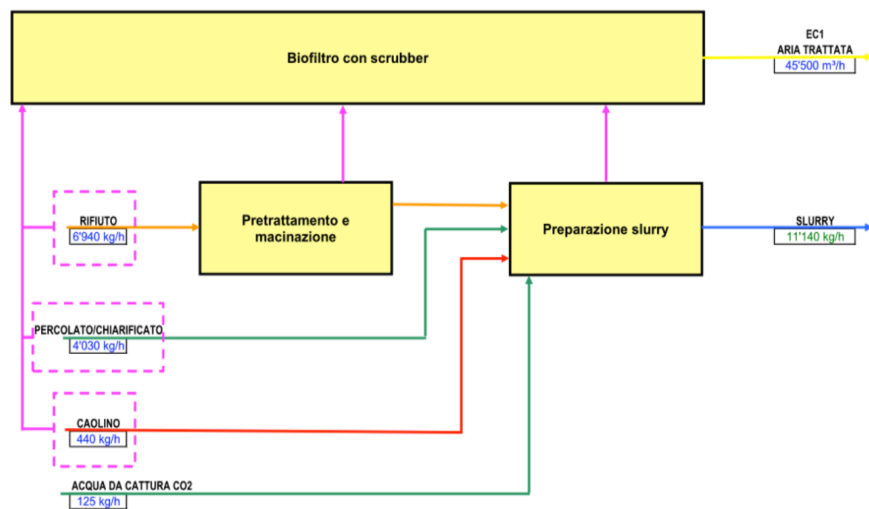 Biofiltro con scrubber
EC1
ARIA TRATTATA
45'500 m³/h
RIFIUTO
6'940 kg/h
Pretrattamento e
macinazione
Preparazione slurry
SLURRY
11'140 kg/h
PERCOLATO/CHIARIFICATO
4'030 kg/h
CAOLINO
440 kg/h
ACQUA DA CATTURA CO2
125 kg/h